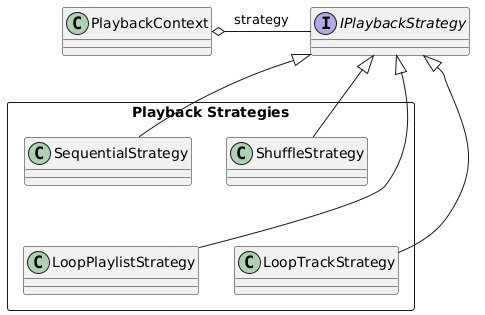 C PlaybackContext
strategy
I IPlaybackStrategy
Playback Strategies
C SequentialStrategy
C ShuffleStrategy
C LoopPlaylistStrategy
C LoopTrackStrategy